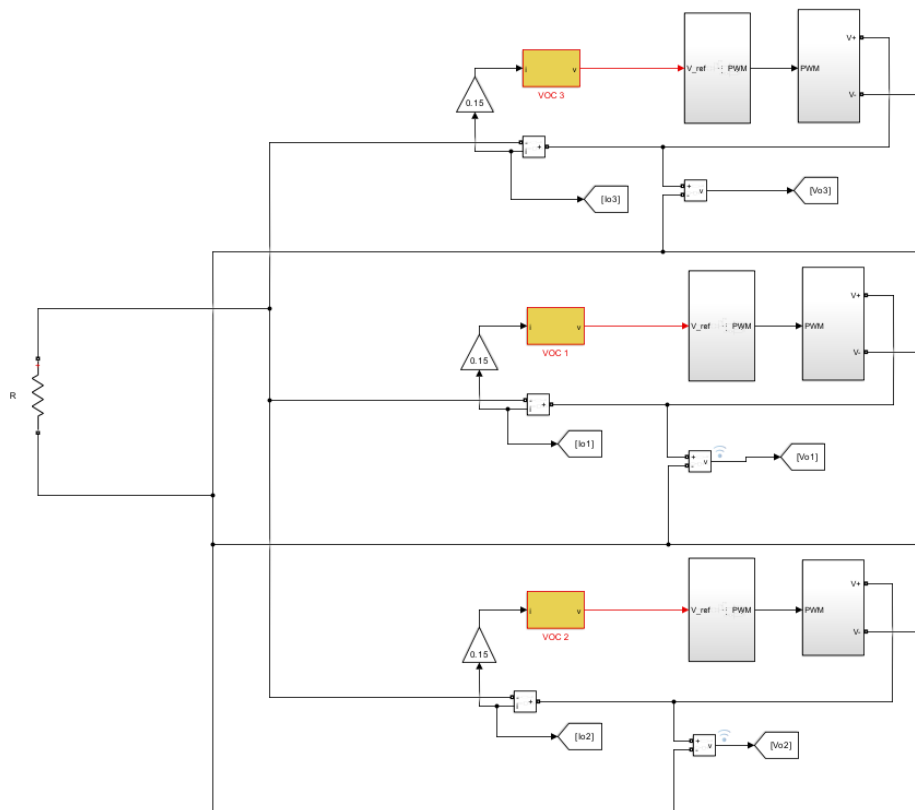 V+
i
v
V_ref
PWM
PWM
V-
VOC 3
0.15
-
i
+
[Io3]
+
-
v
[Vo3]
V+
i
v
V_ref
PWM
PWM
V-
VOC 1
0.15
+
R
-
i
+
[Io1]
+
-
v
[Vo1]
V+
i
v
V_ref
PWM
PWM
V-
VOC 2
0.15
-
i
+
[Io2]
+
-
v
[Vo2]